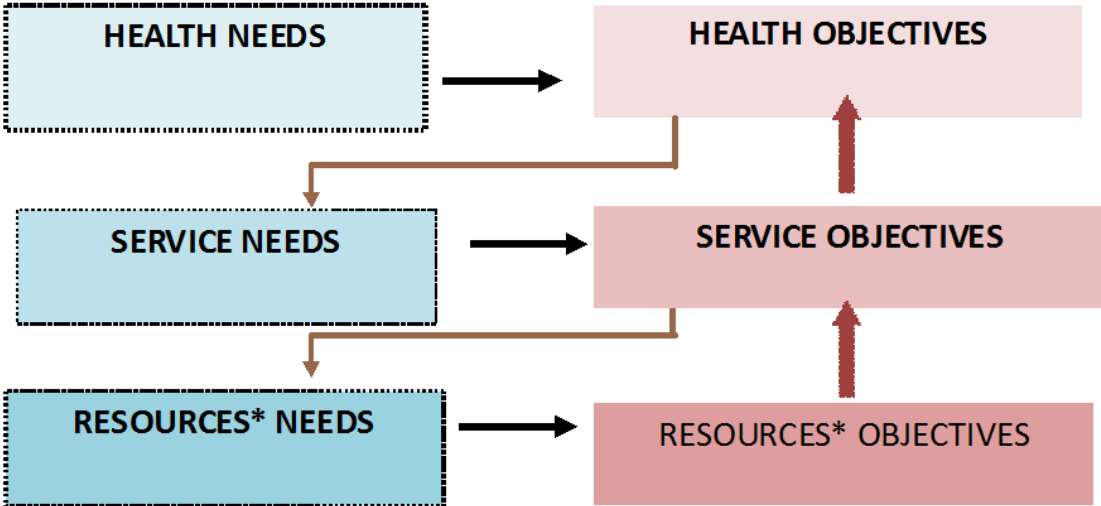 HEALTH NEEDS
HEALTH OBJECTIVES
SERVICE NEEDS
SERVICE OBJECTIVES
RESOURCES* NEEDS
RESOURCES* OBJECTIVES